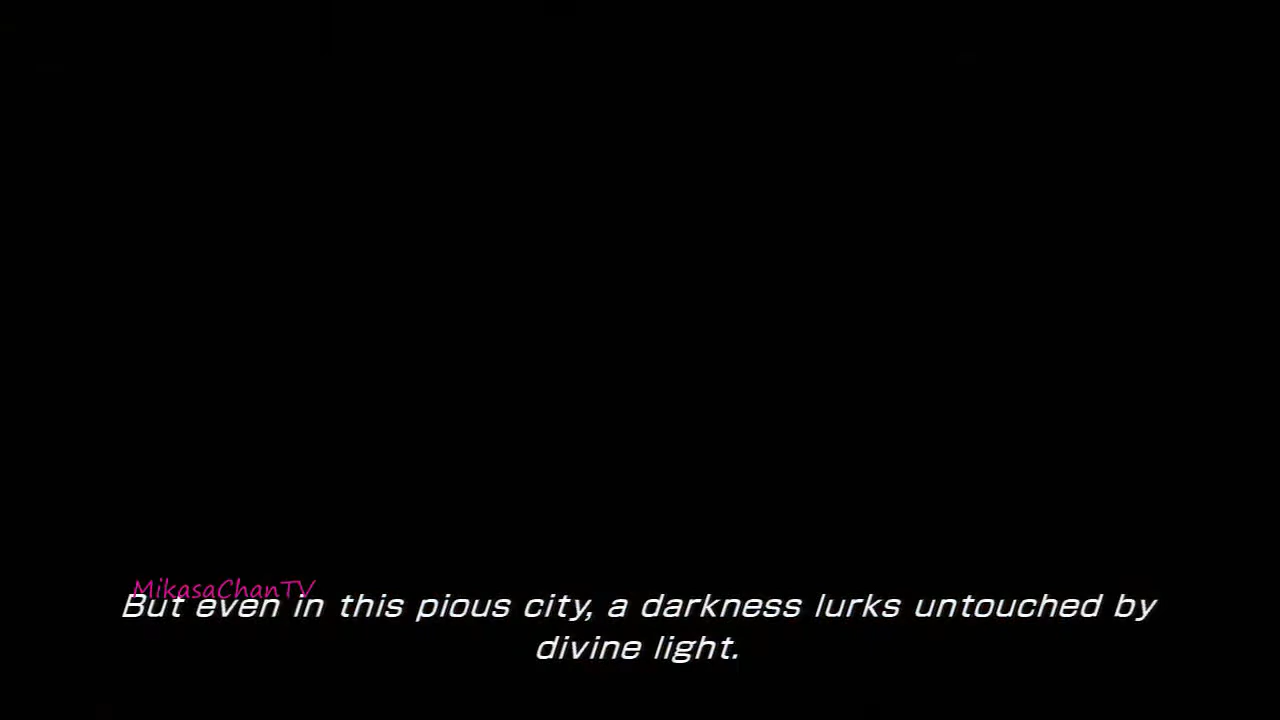 MikasaChanTV
But even in this pious city, a darkness lurks untouched by
divine light.